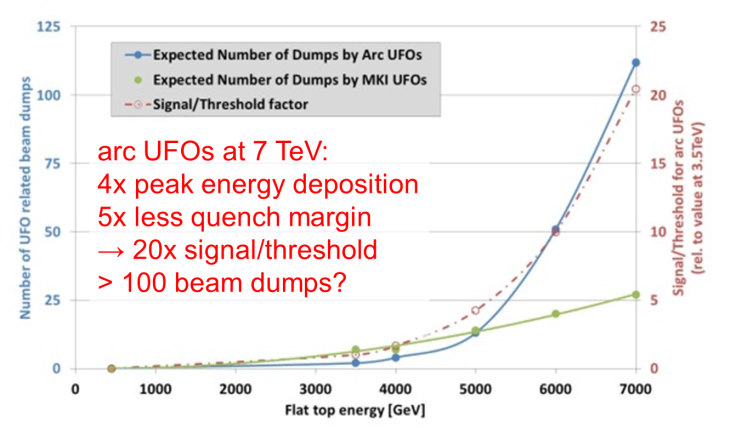 125
100
75
50
25
0
Number of UFO related beam dumps
Expected Number of Dumps by Arc UFOs
Expected Number of Dumps by MKI UFOs
Signal/Threshold factor
arc UFOs at 7 TeV:
4x peak energy deposition
5x less quench margin
→ 20x signal/threshold
> 100 beam dumps?
25
20
15
10
5
0
Signal/Threshold for arc UFOs
(rel. to value at 3.5TeV)
0 1000 2000 3000 4000 5000 6000 7000
Flat top energy [GeV]